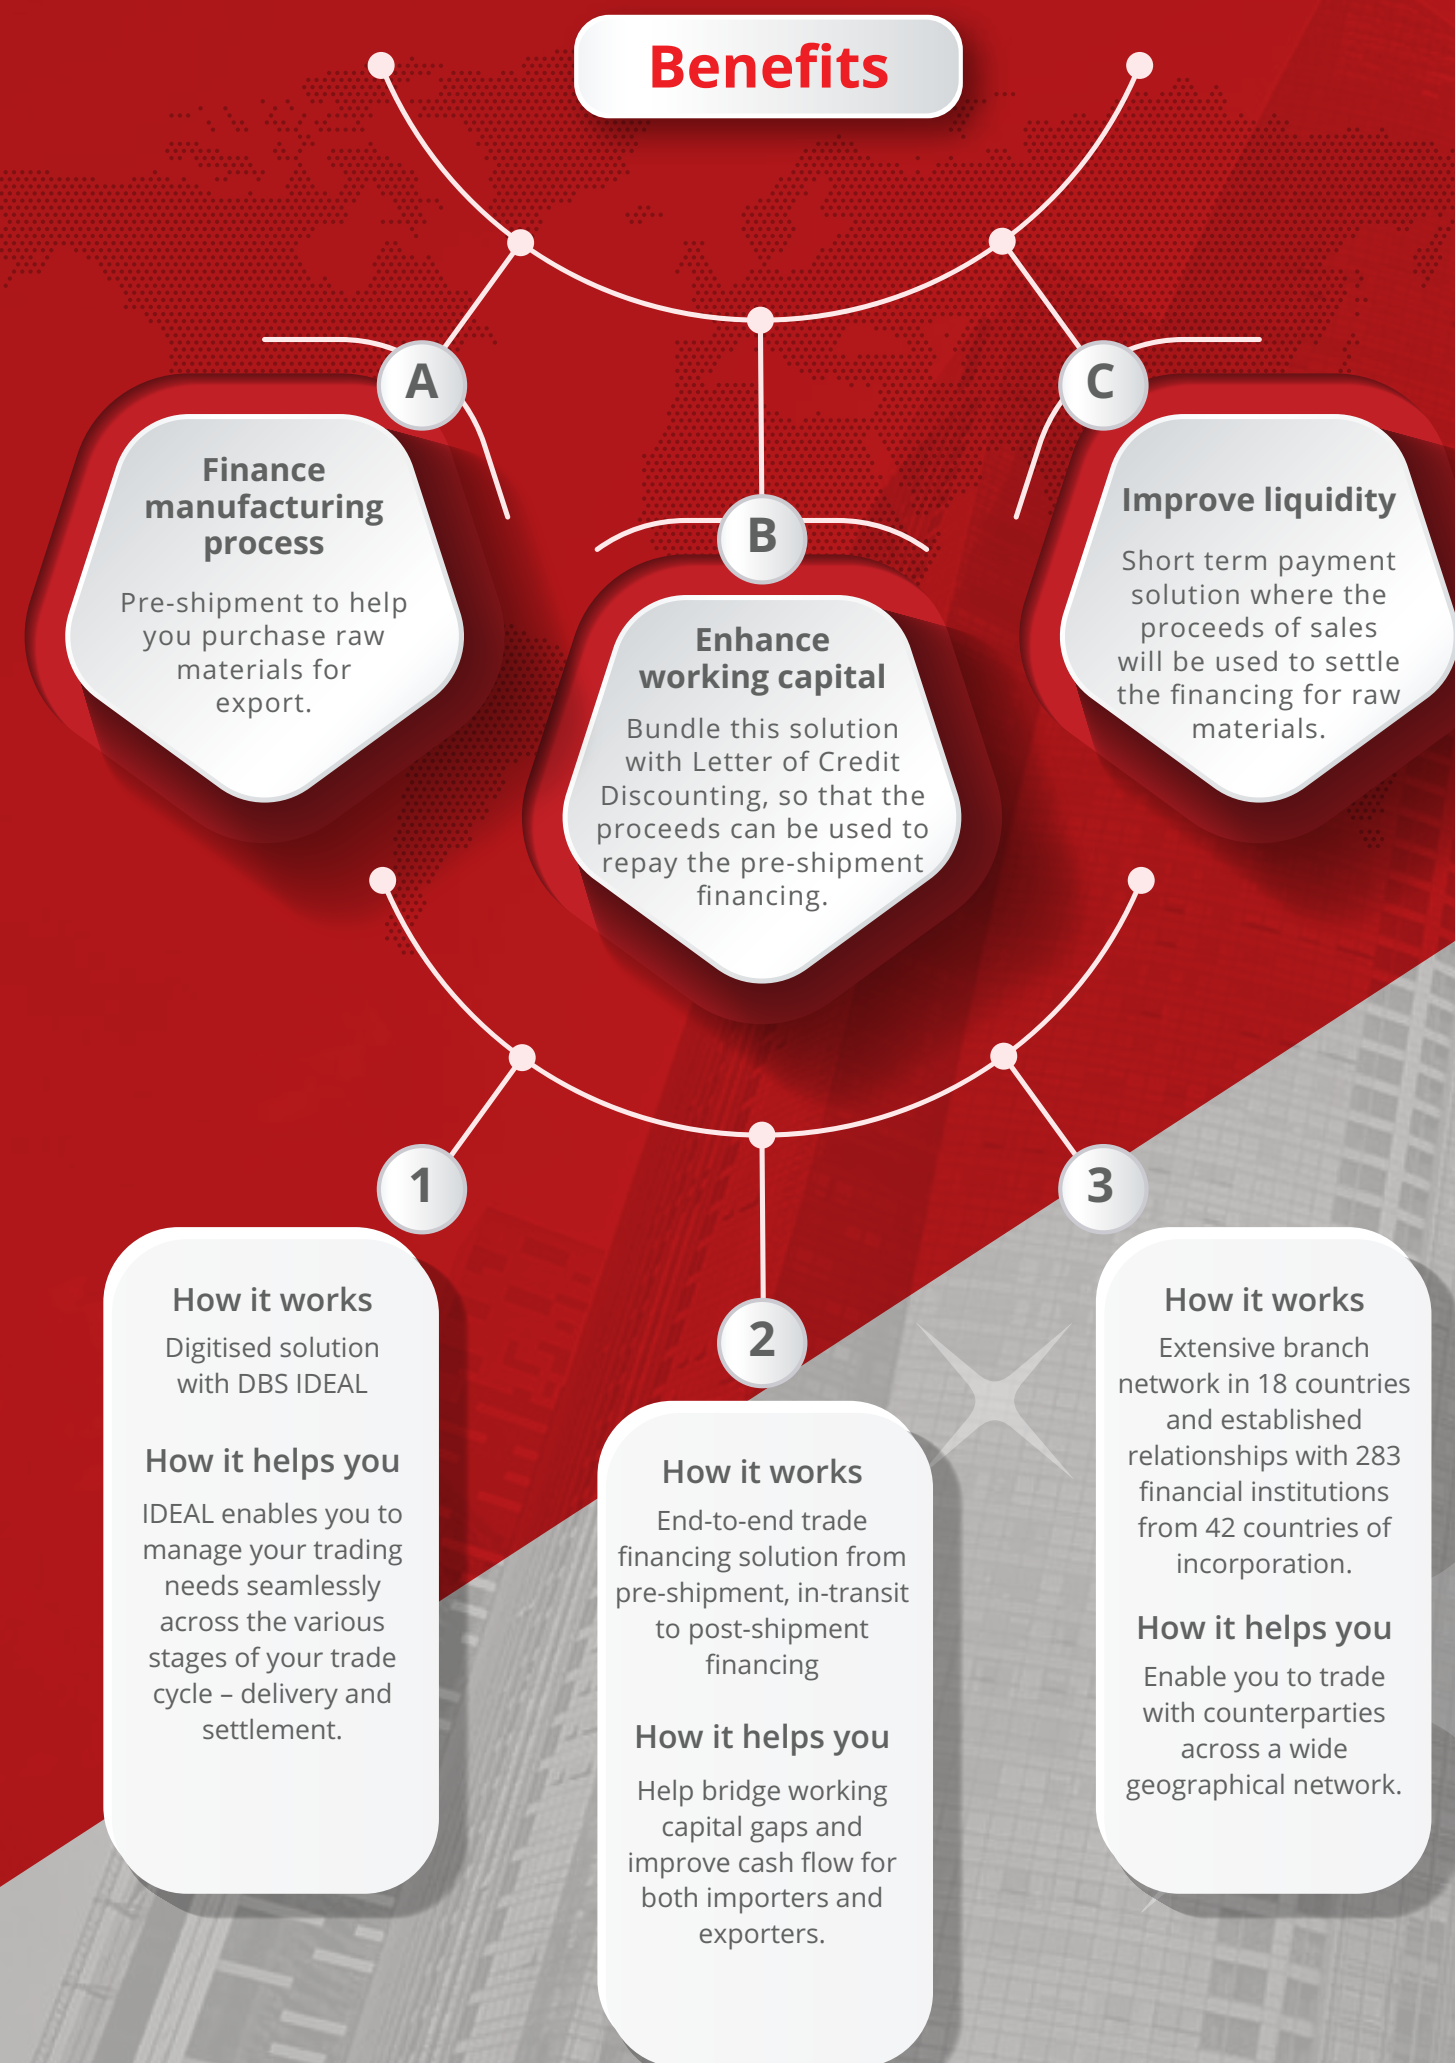 Benefits
A
Finance
manufacturing
process
Pre-shipment to help
you purchase raw
materials for
export.
B
Enhance
working capital
Bundle this solution
with Letter of Credit
Discounting, so that the
proceeds can be used to
repay the pre-shipment
financing.
C
Improve liquidity
Short term payment
solution where the
proceeds of sales
will be used to settle
the financing for raw
materials.
1
How it works
Digitised solution
with DBS IDEAL
How it helps you
IDEAL enables you to
manage your trading
needs seamlessly
across the various
stages of your trade
cycle – delivery and
settlement.
2
How it works
End-to-end trade
financing solution from
pre-shipment, in-transit
to post-shipment
financing
How it helps you
Help bridge working
capital gaps and
improve cash flow for
both importers and
exporters.
3
How it works
Extensive branch
network in 18 countries
and established
relationships with 283
financial institutions
from 42 countries of
incorporation.
How it helps you
Enable you to trade
with counterparties
across a wide
geographical network.